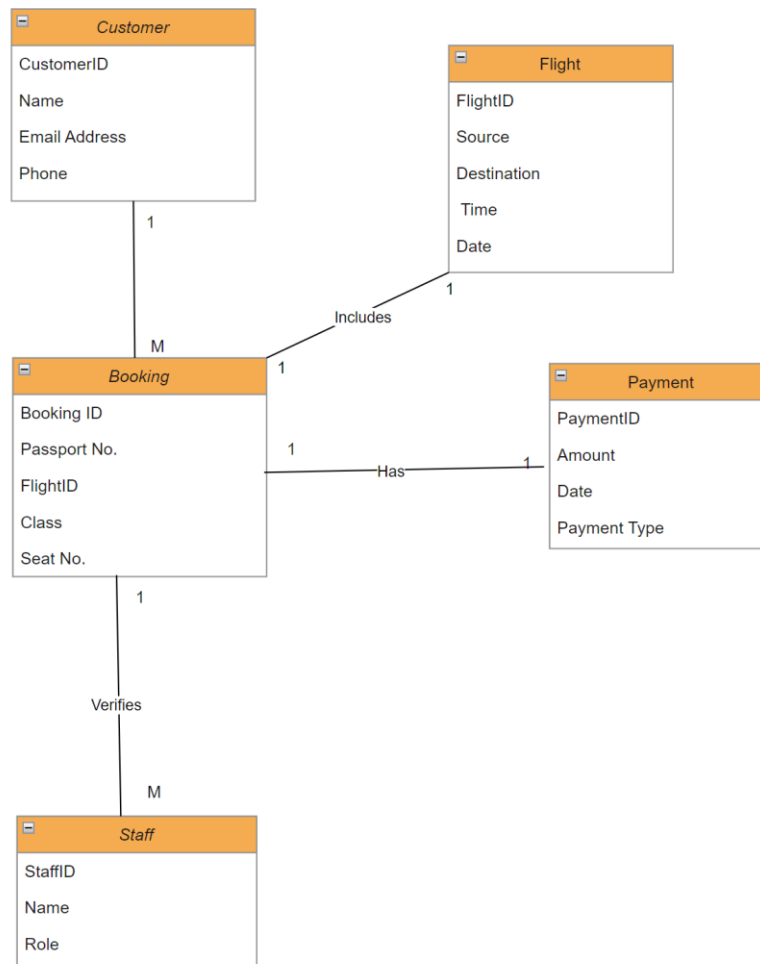 Customer
CustomerID
Name
Email Address
Phone
1
M
Flight
FlightID
Source
Destination
Time
Date
1
Includes
1
Booking
Booking ID
Passport No.
FlightID
Class
Seat No.
1
Has
1
Payment
PaymentID
Amount
Date
Payment Type
1
Verifies
M
Staff
StaffID
Name
Role